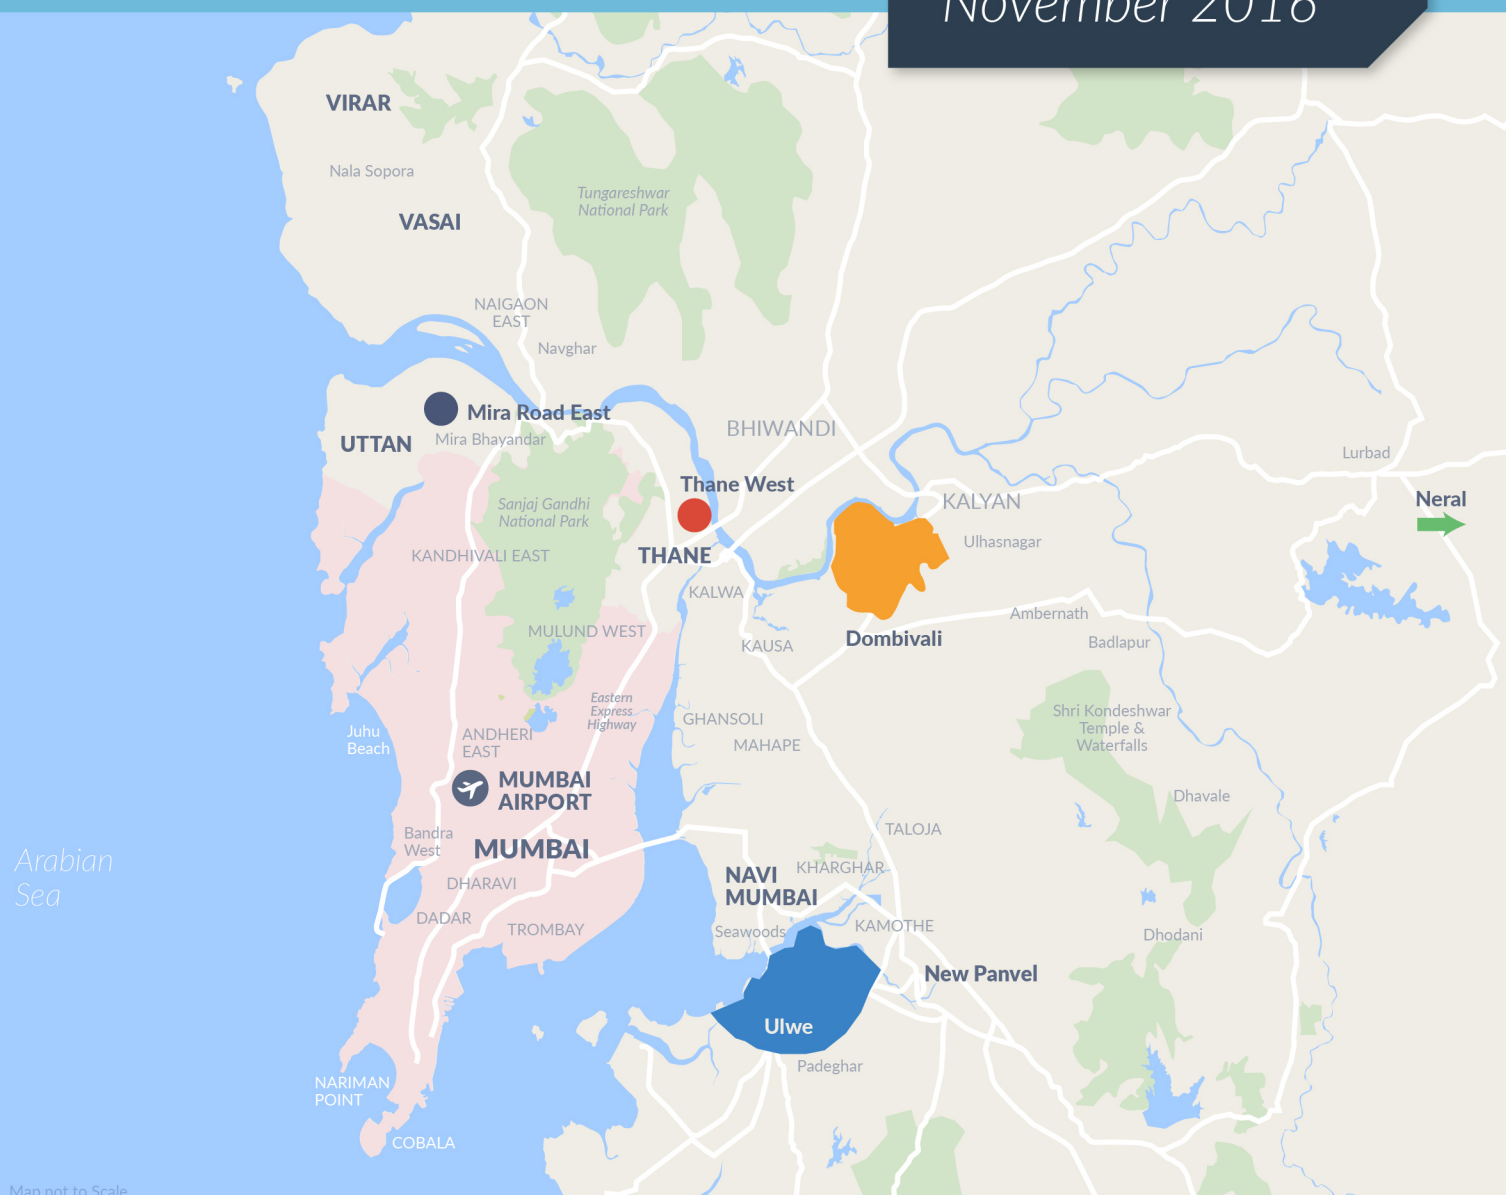 November 2016
VIRAR
Nala Sopora
Tungareshwar
National Park
VASAI
NAIGAON
EAST
Navghar
Mira Road East
Mira Bhayandar
UTTAN
BHIWANDI
Lurbad
Thane West
Neral
Sanjaj Gandhi
National Park
KALYAN
Ulhasnagar
KANDHIVALI EAST
THANE
KALWA
Ambernath
MULUND WEST
KAUSA
Dombivali
Badlapur
Eastern
Express
Highway
Shri Kondeshwar
Temple &
Waterfalls
GHANSOLI
Juhu
Beach
ANDHERI
EAST
MAHAPE
MUMBAI
AIRPORT
Dhavale
TALOJA
Bandra
West
MUMBAI
Arabian
Sea
KHARGHAR
NAVI
MUMBAI
DHARAVI
DADAR
TROMBAY
Seawoods
KAMOTHE
Dhodani
New Panvel
Ulwe
Padeghar
NARIMAN
POINT
COBALA
Map not to Scale